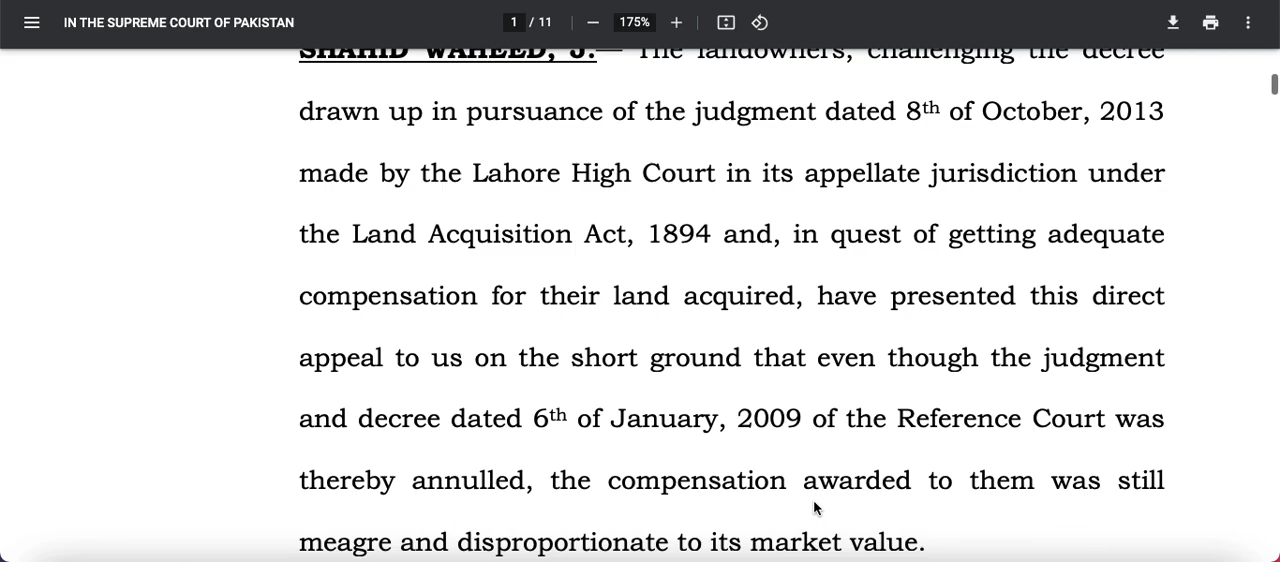 IN THE SUPREME COURT OF PAKISTAN 1 / 11 175%
SHAHID WAHEED, J.— The landowners, challenging the decree
drawn up in pursuance of the judgment dated 8th of October, 2013
made by the Lahore High Court in its appellate jurisdiction under
the Land Acquisition Act, 1894 and, in quest of getting adequate
compensation for their land acquired, have presented this direct
appeal to us on the short ground that even though the judgment
and decree dated 6th of January, 2009 of the Reference Court was
thereby annulled, the compensation awarded to them was still
meagre and disproportionate to its market value.